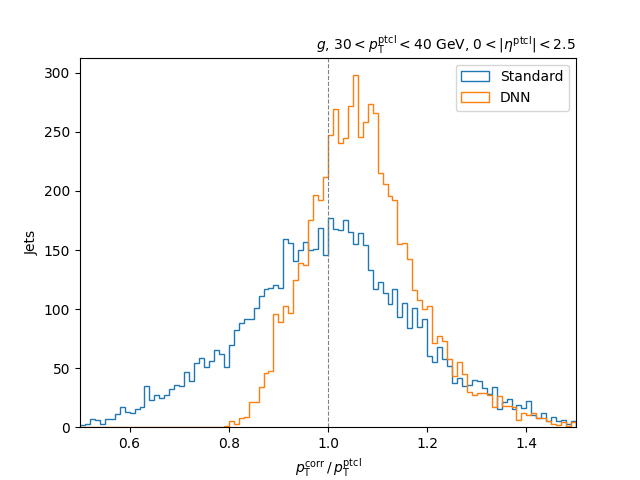 g, 30 < p_T^ptcl < 40 GeV, 0 < |η^ptcl| < 2.5
Standard
DNN
300
250
200
150
100
50
0
Jets
0.6 0.8 1.0 1.2 1.4
p_T^corr / p_T^ptcl